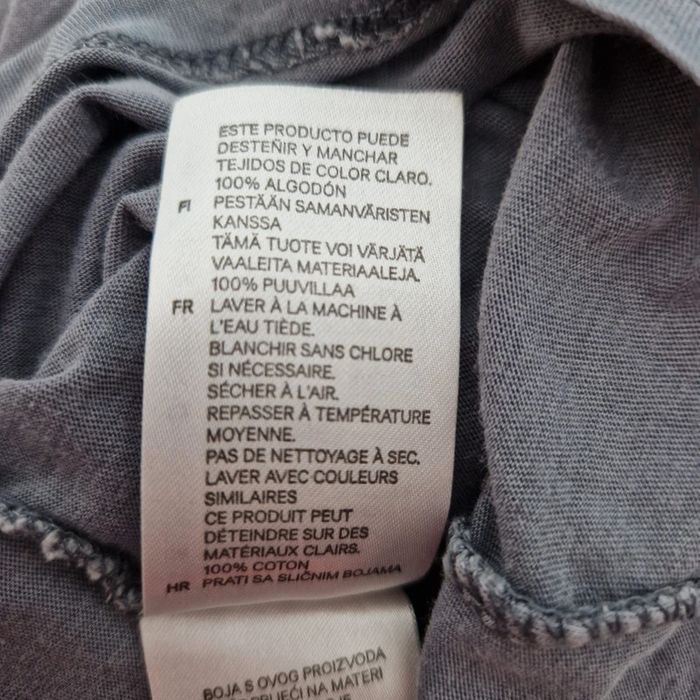 ESTE PRODUCTO PUEDE
DESTEÑIR Y MANCHAR
TEJIDOS DE COLOR CLARO.
100% ALGODÓN
FI PESTÄÄN SAMANVÄRISTEN
KANSSA
TÄMÄ TUOTE VOI VÄRJÄTÄ
VAALEITA MATERIAALEJA.
100% PUUVILLAA
FR LAVER À LA MACHINE À
L'EAU TIÈDE.
BLANCHIR SANS CHLORE
SI NÉCESSAIRE.
SÉCHER À L'AIR.
REPASSER À TEMPÉRATURE
MOYENNE.
PAS DE NETTOYAGE À SEC.
LAVER AVEC COULEURS
SIMILAIRES
CE PRODUIT PEUT
DÉTEINDRE SUR DES
MATÉRIAUX CLAIRS.
100% COTON
HR PRATI SA SLIČNIM BOJAMA
BOJA S OVOG PROIZVODA
NA MATERI